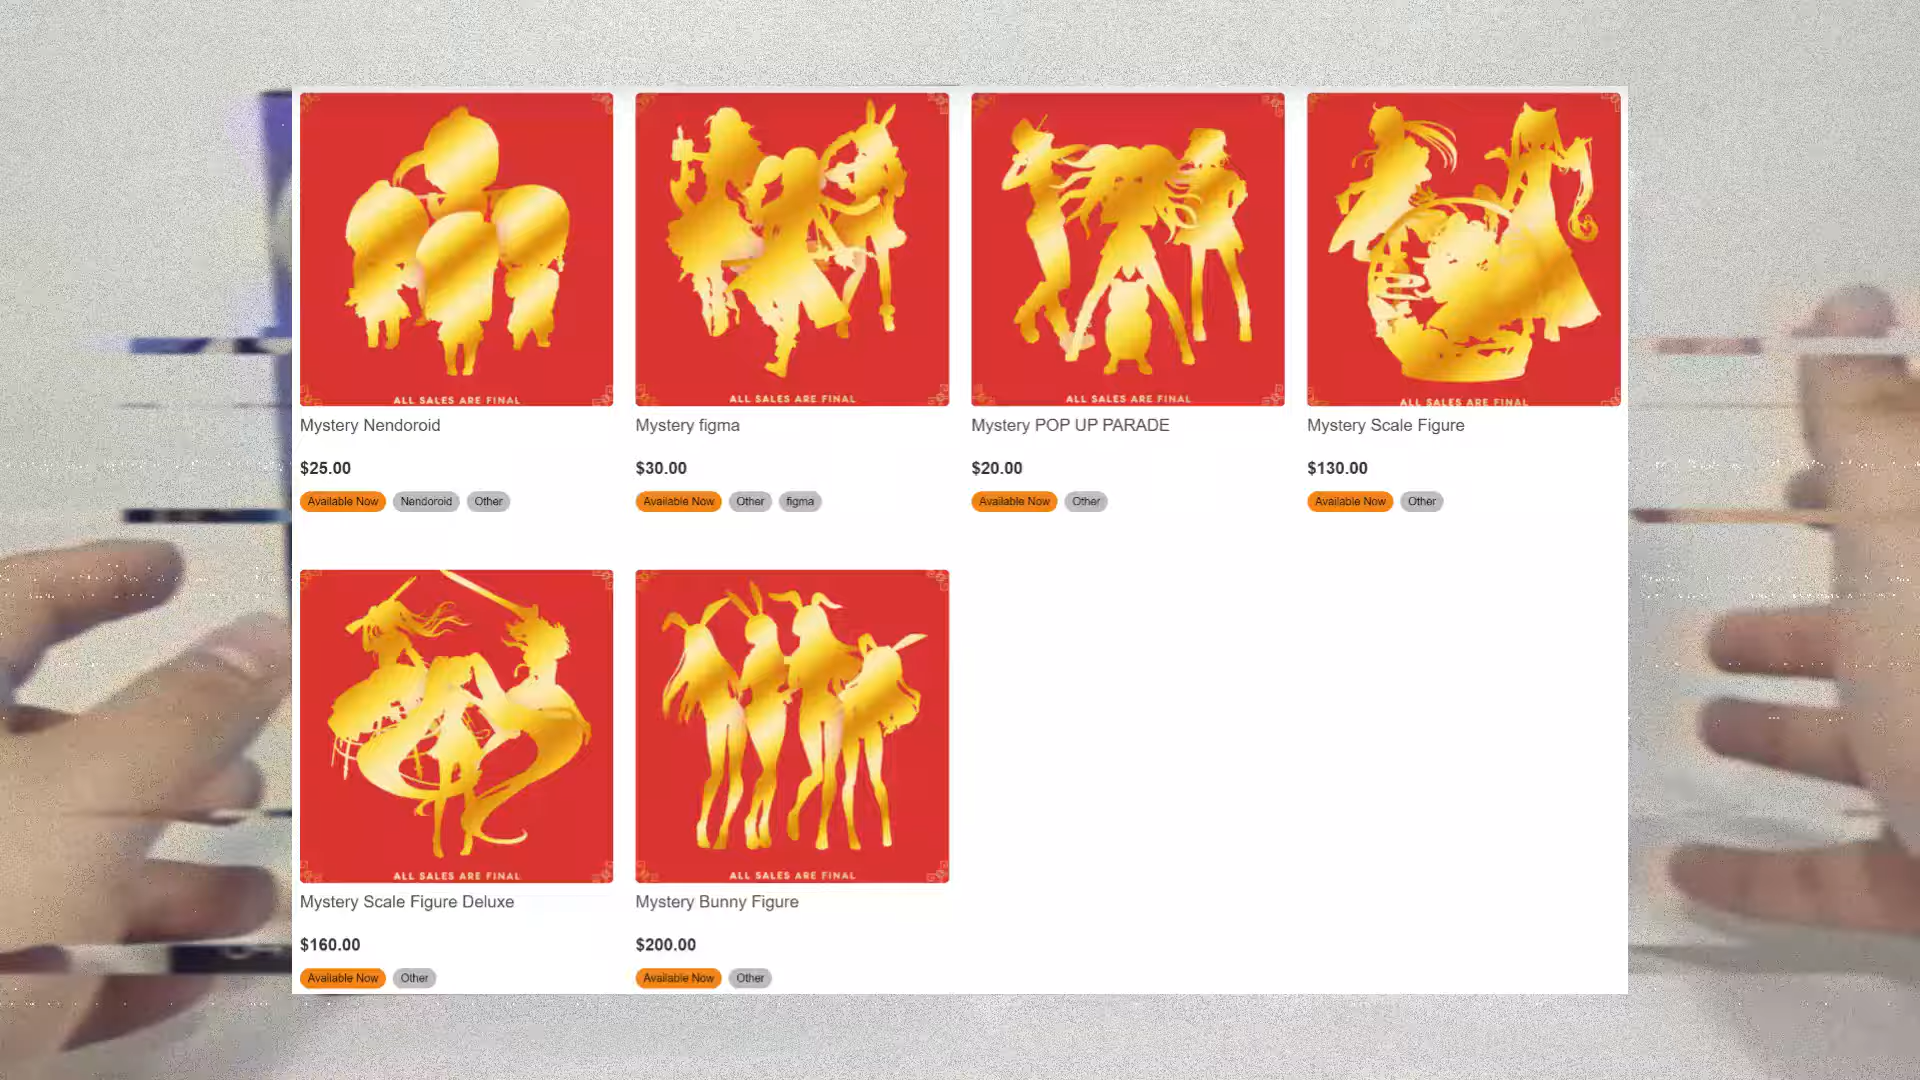 ALL SALES ARE FINAL
ALL SALES ARE FINAL
ALL SALES ARE FINAL
ALL SALES ARE FINAL
Mystery Nendoroid
Mystery figma
Mystery POP UP PARADE
Mystery Scale Figure
$25.00
$30.00
$20.00
$130.00
Available Now Nendoroid Other
Available Now Other figma
Available Now Other
Available Now Other
ALL SALES ARE FINAL
ALL SALES ARE FINAL
Mystery Scale Figure Deluxe
Mystery Bunny Figure
$160.00
$200.00
Available Now Other
Available Now Other